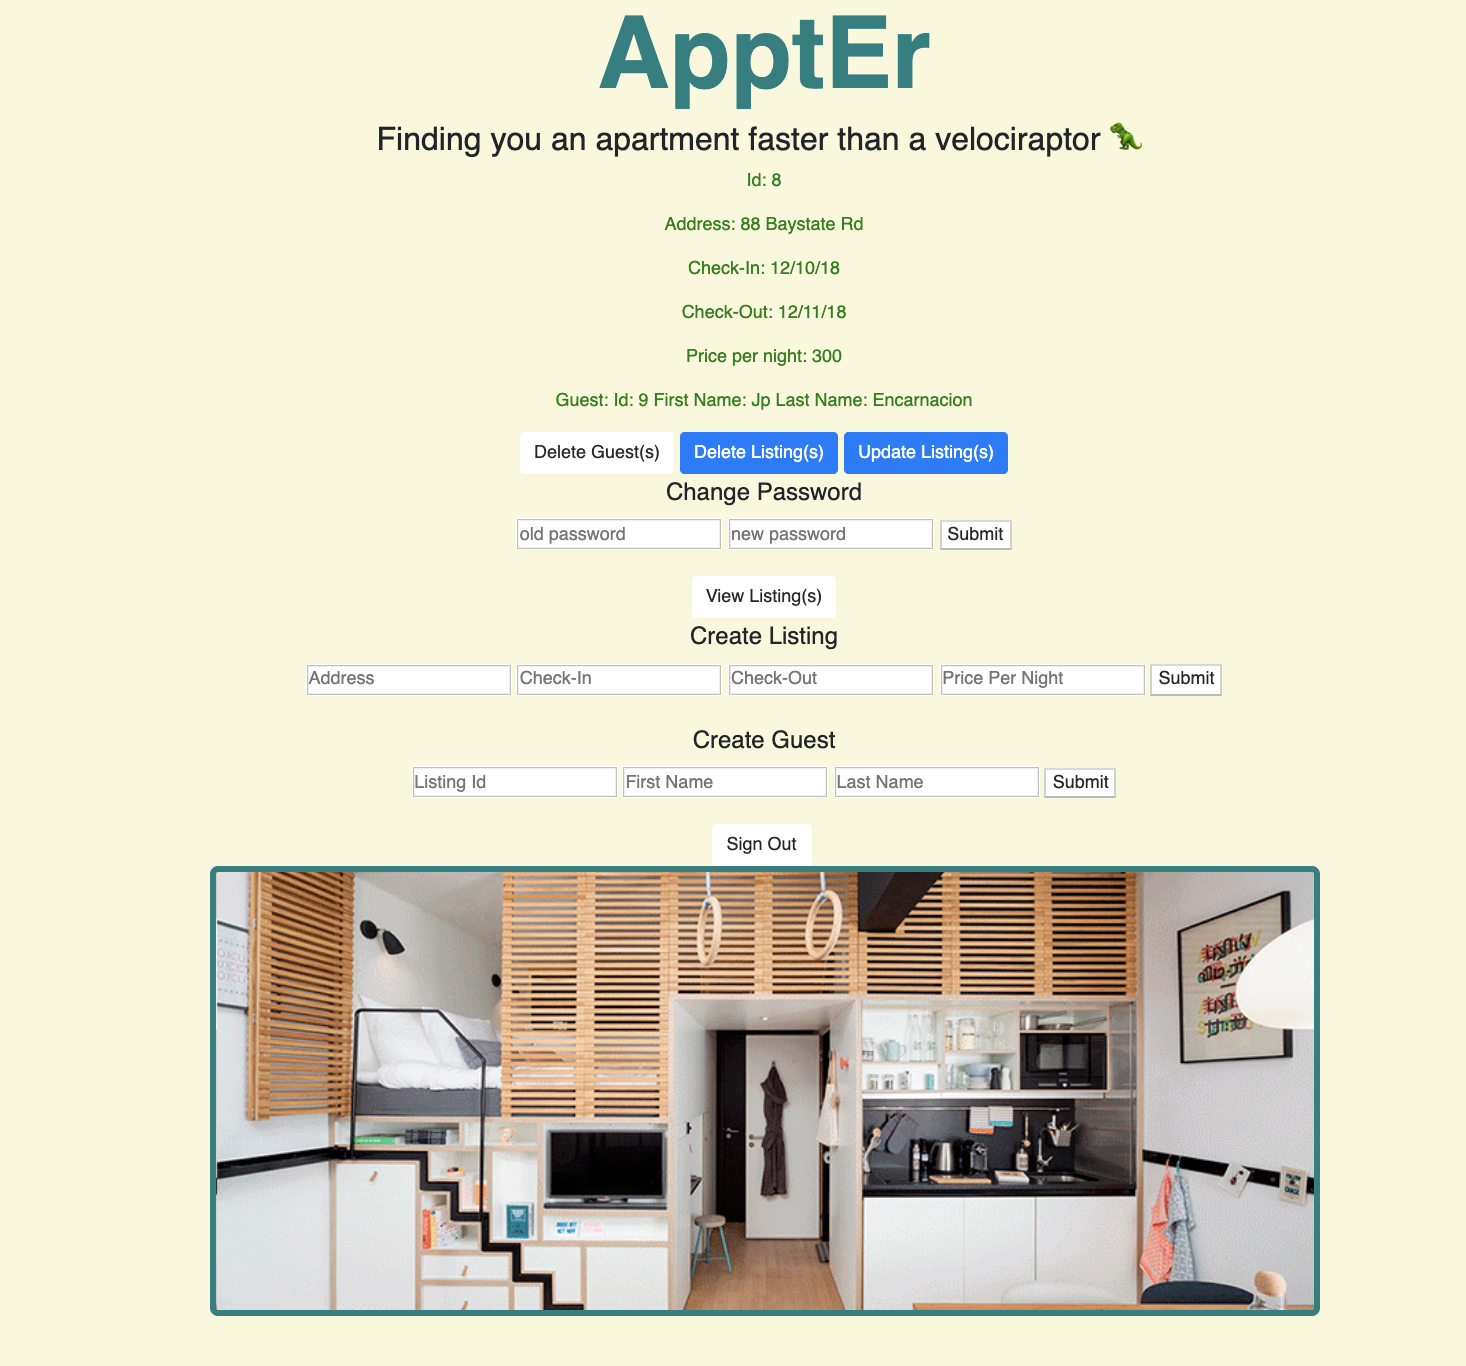 ApptEr
Finding you an apartment faster than a velociraptor 🦖
Id: 8
Address: 88 Baystate Rd
Check-In: 12/10/18
Check-Out: 12/11/18
Price per night: 300
Guest: Id: 9 First Name: Jp Last Name: Encarnacion
Delete Guest(s) Delete Listing(s) Update Listing(s)
Change Password
old password new password Submit
View Listing(s)
Create Listing
Address Check-In Check-Out Price Per Night Submit
Create Guest
Listing Id First Name Last Name Submit
Sign Out